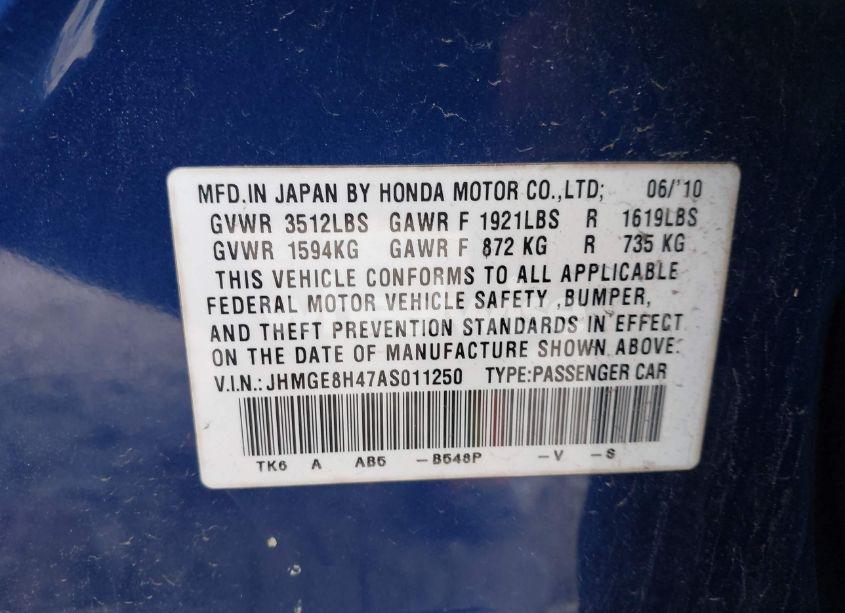 MFD.IN JAPAN BY HONDA MOTOR CO.,LTD; 06/'10
GVWR 3512LBS GAWR F 1921LBS R 1619LBS
GVWR 1594KG GAWR F 872 KG R 735 KG
THIS VEHICLE CONFORMS TO ALL APPLICABLE
FEDERAL MOTOR VEHICLE SAFETY ,BUMPER,
AND THEFT PREVENTION STANDARDS IN EFFECT
ON THE DATE OF MANUFACTURE SHOWN ABOVE:
V.I.N.:JHMGE8H47AS011250 TYPE:PASSENGER CAR
TK6 A AB5 -B548P -V -S